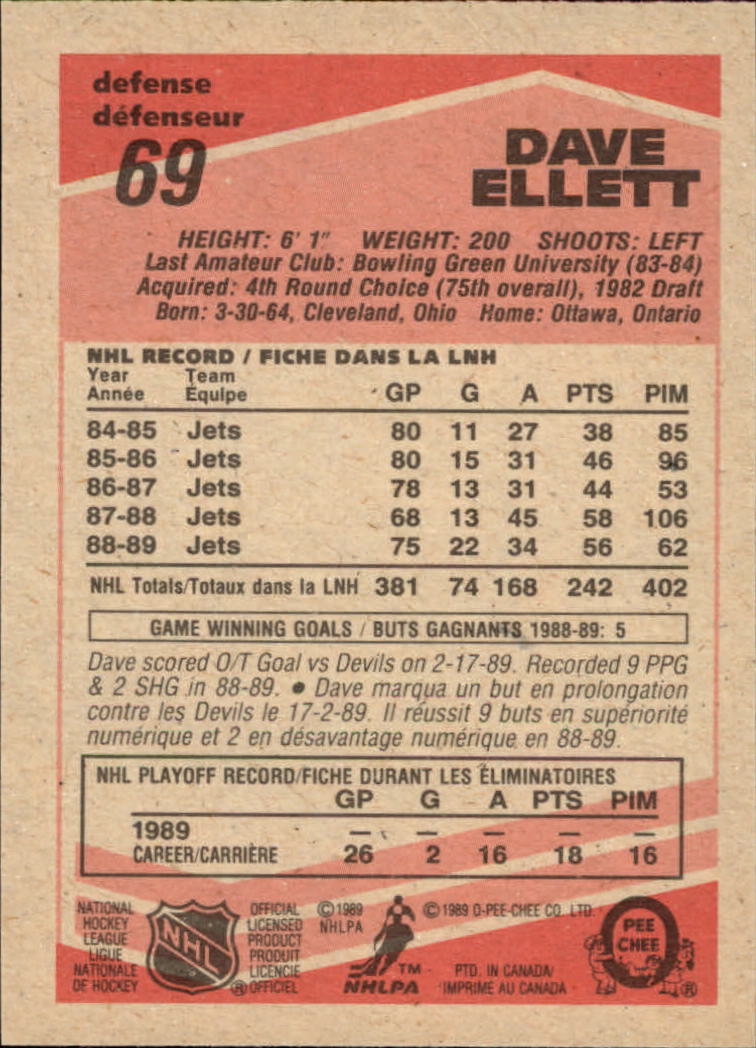 defense
défenseur
69
DAVE
ELLETT
HEIGHT: 6' 1" WEIGHT: 200 SHOOTS: LEFT
Last Amateur Club: Bowling Green University (83-84)
Acquired: 4th Round Choice (75th overall), 1982 Draft
Born: 3-30-64, Cleveland, Ohio Home: Ottawa, Ontario
NHL RECORD / FICHE DANS LA LNH
Year Team
Année Équipe GP G A PTS PIM
84-85 Jets 80 11 27 38 85
85-86 Jets 80 15 31 46 96
86-87 Jets 78 13 31 44 53
87-88 Jets 68 13 45 58 106
88-89 Jets 75 22 34 56 62
NHL Totals/Totaux dans la LNH 381 74 168 242 402
GAME WINNING GOALS / BUTS GAGNANTS 1988-89: 5
Dave scored O/T Goal vs Devils on 2-17-89. Recorded 9 PPG
& 2 SHG in 88-89. • Dave marqua un but en prolongation
contre les Devils le 17-2-89. Il réussit 9 buts en supériorité
numérique et 2 en désavantage numérique en 88-89.
NHL PLAYOFF RECORD/FICHE DURANT LES ÉLIMINATOIRES
GP G A PTS PIM
1989 — — — — —
CAREER/CARRIÈRE 26 2 16 18 16
NATIONAL
HOCKEY
LEAGUE
LIGUE
NATIONALE
DE HOCKEY
NHL
®
OFFICIAL
LICENSED
PRODUCT
PRODUIT
LICENCIE
OFFICIEL
©1989
NHLPA
TM
NHLPA
©1989 O-PEE-CHEE CO. LTD.
PTD. IN CANADA/
IMPRIME AU CANADA
PEE
CHEE
®